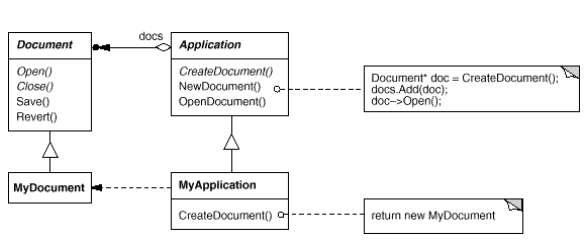 docs
Document
Open()
Close()
Save()
Revert()
Application
CreateDocument()
NewDocument()
OpenDocument()
Document* doc = CreateDocument();
docs.Add(doc);
doc->Open();
MyDocument
MyApplication
CreateDocument()
return new MyDocument